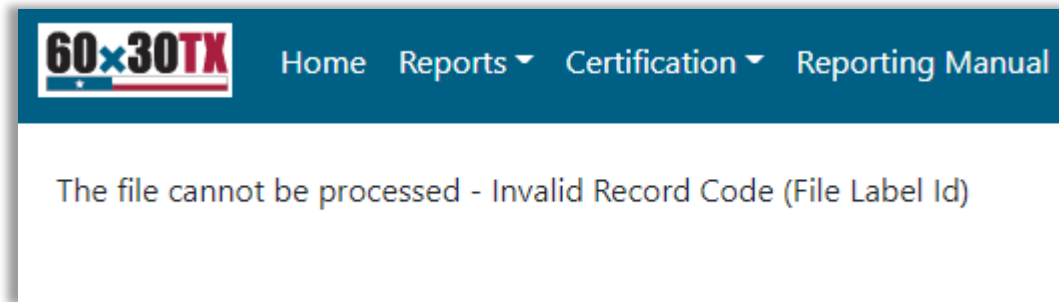 60x30TX Home Reports Certification Reporting Manual
The file cannot be processed - Invalid Record Code (File Label Id)